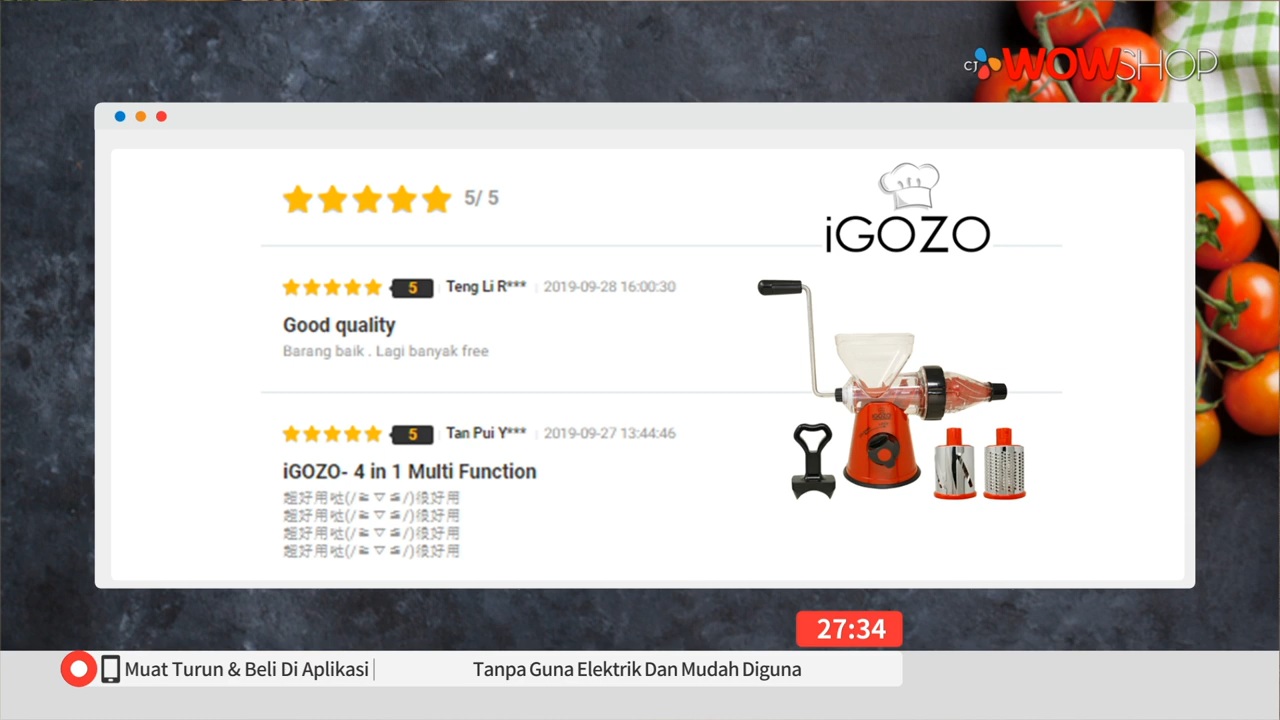 CJ WOWSHOP
5/ 5
iGOZO
5 Teng Li R*** 2019-09-28 16:00:30
Good quality
Barang baik . Lagi banyak free
iGOZO
5 Tan Pui Y*** 2019-09-27 13:44:46
iGOZO- 4 in 1 Multi Function
超好用哒(/≧▽≦/)很好用
超好用哒(/≧▽≦/)很好用
超好用哒(/≧▽≦/)很好用
超好用哒(/≧▽≦/)很好用
27:34
Muat Turun & Beli Di Aplikasi Tanpa Guna Elektrik Dan Mudah Diguna